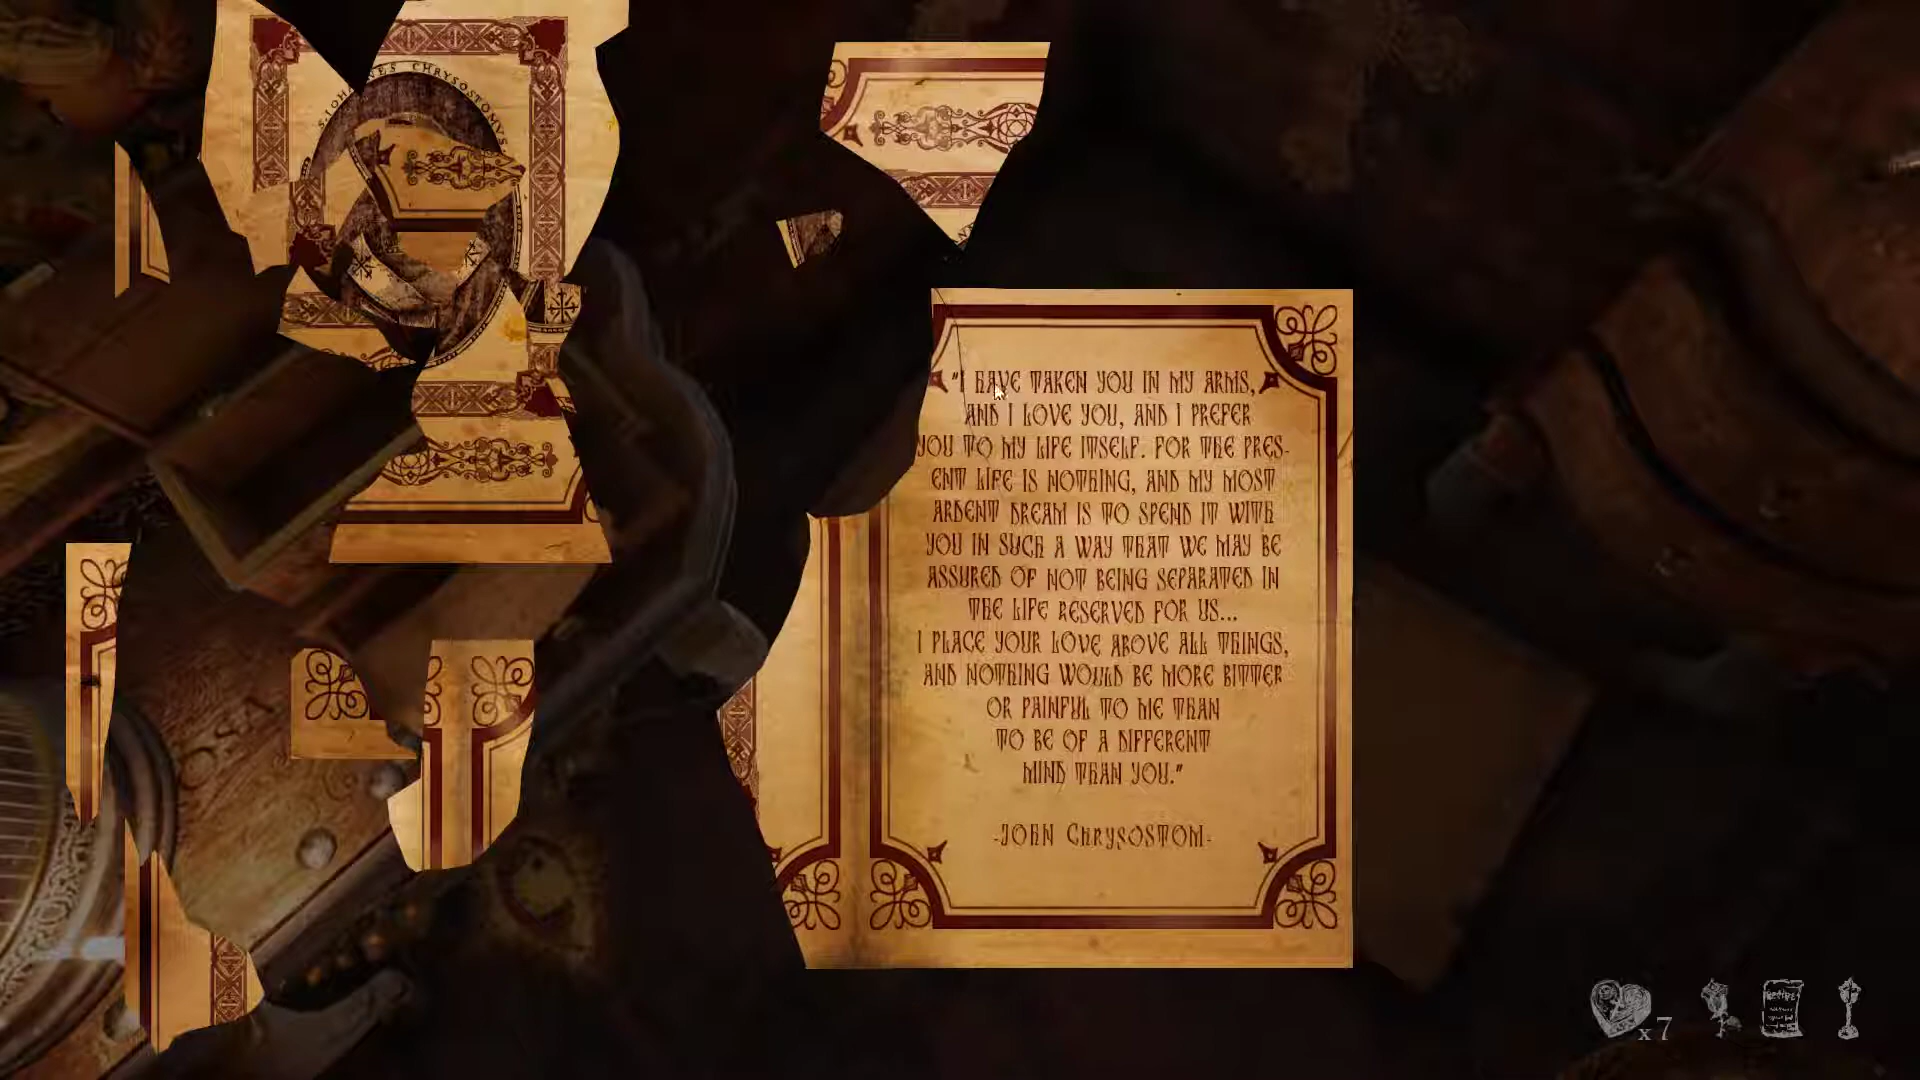 S·IOHA
NES CHRYSOSTOMVS·
"I HAVE TAKEN YOU IN MY ARMS,
AND I LOVE YOU, AND I PREFER
YOU TO MY LIFE ITSELF. FOR THE PRES-
ENT LIFE IS NOTHING, AND MY MOST
ARDENT DREAM IS TO SPEND IT WITH
YOU IN SUCH A WAY THAT WE MAY BE
ASSURED OF NOT BEING SEPARATED IN
THE LIFE RESERVED FOR US...
I PLACE YOUR LOVE ABOVE ALL THINGS,
AND NOTHING WOULD BE MORE BITTER
OR PAINFUL TO ME THAN
TO BE OF A DIFFERENT
MIND THAN YOU."
-JOHN CHRYSOSTOM-
x7